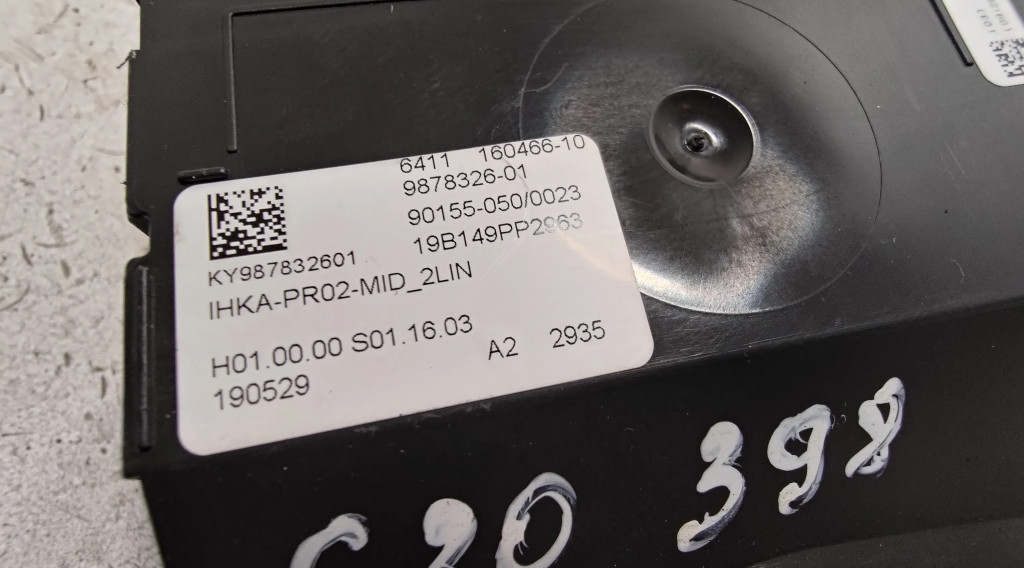 6411 160466-10
9878326-01
90155-050/0023
19B149PP2963
KY987832601
IHKA-PR02-MID_2LIN
H01.00.00 S01.16.03
190529
A2 2935
398